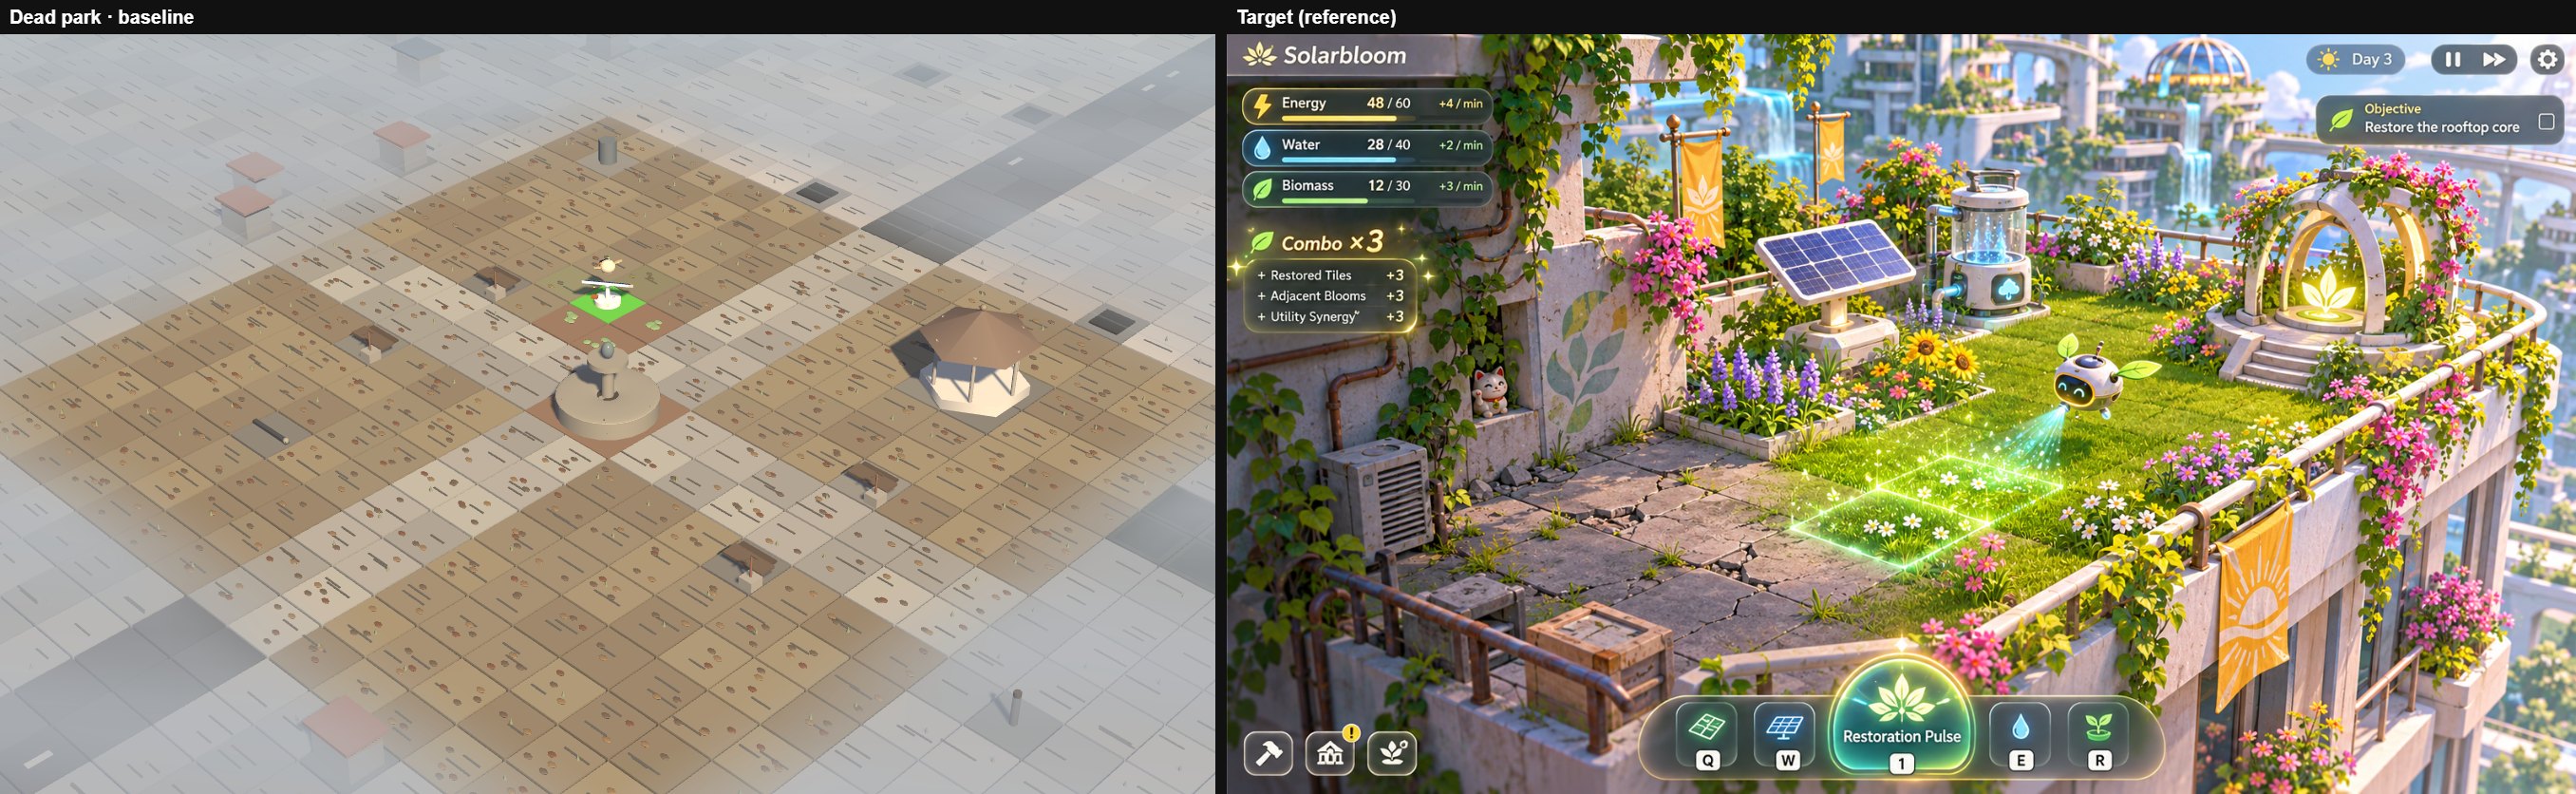 Dead park · baseline
Target (reference)
Solarbloom
Energy 48 / 60 +4 / min
Water 28 / 40 +2 / min
Biomass 12 / 30 +3 / min
Combo ×3
+ Restored Tiles +3
+ Adjacent Blooms +3
+ Utility Synergy +3
Day 3
Objective
Restore the rooftop core
!
Restoration Pulse
Q W 1 E R